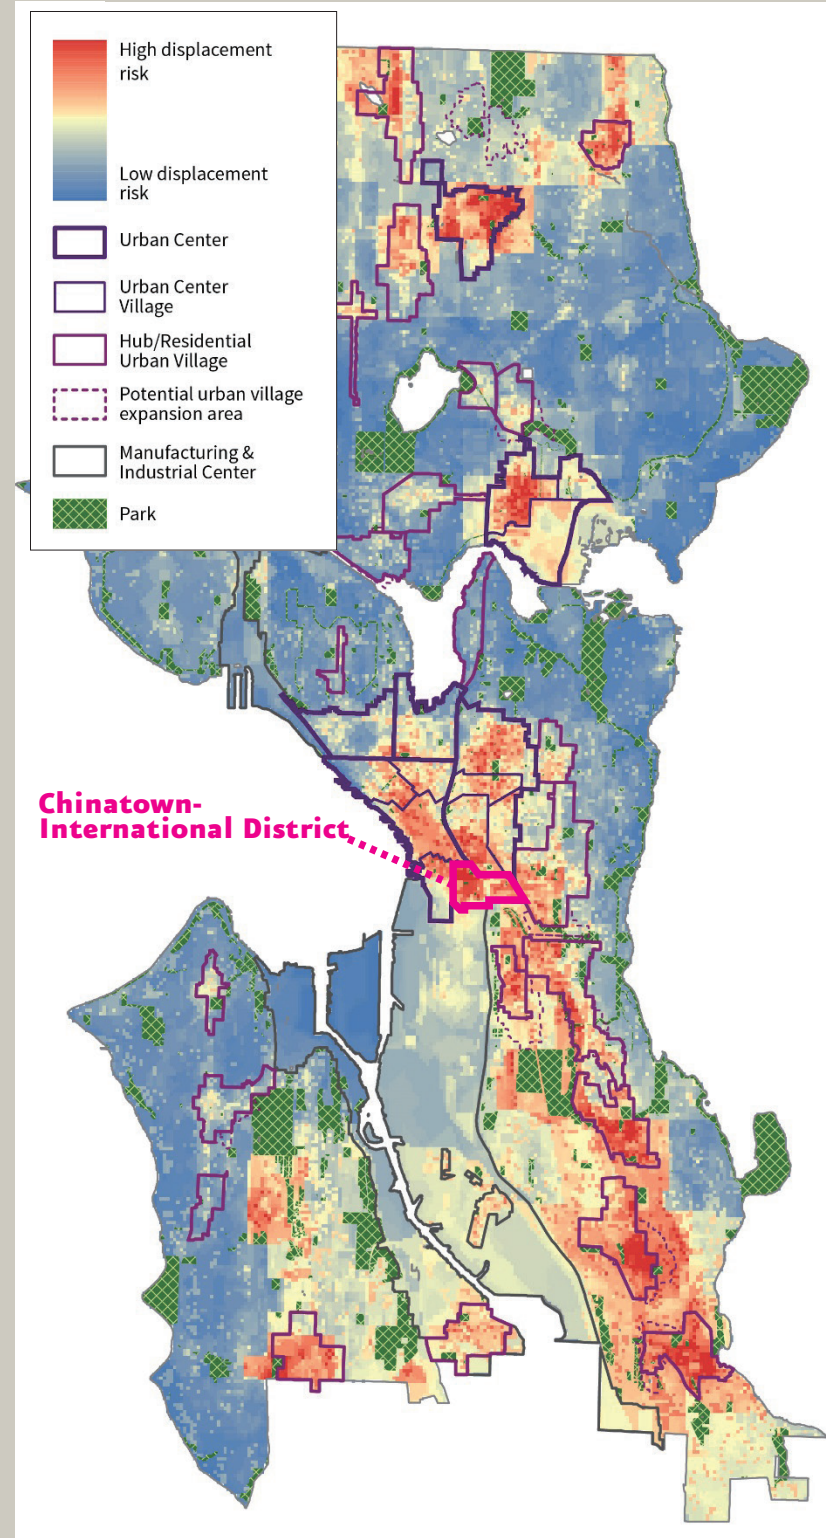 High displacement
risk
Low displacement
risk
Urban Center
Urban Center
Village
Hub/Residential
Urban Village
Potential urban village
expansion area
Manufacturing &
Industrial Center
Park
Chinatown-
International District